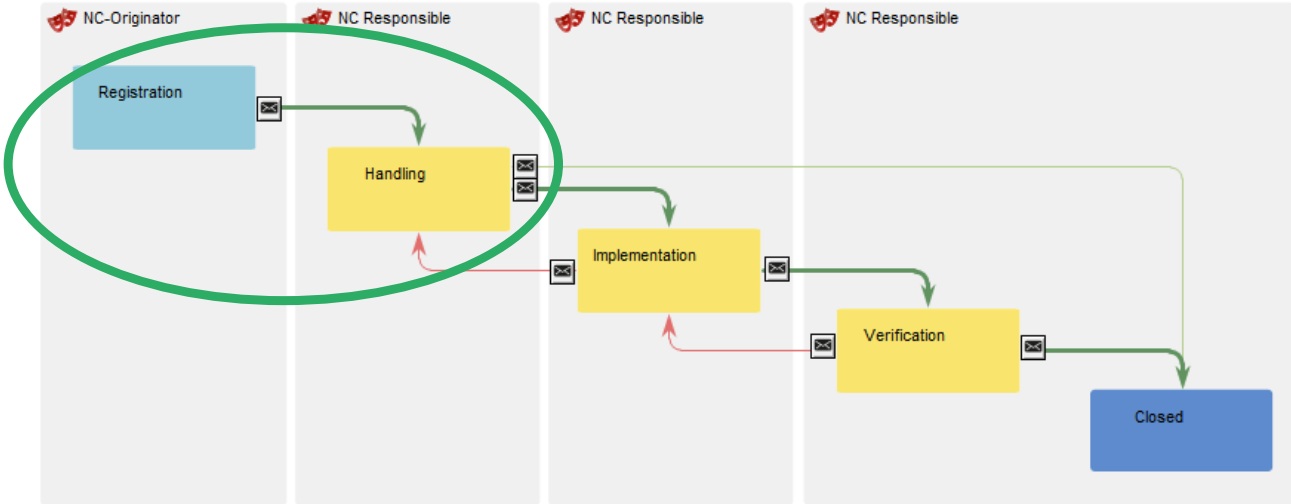 NC-Originator
NC Responsible
NC Responsible
NC Responsible
Registration
Handling
Implementation
Verification
Closed